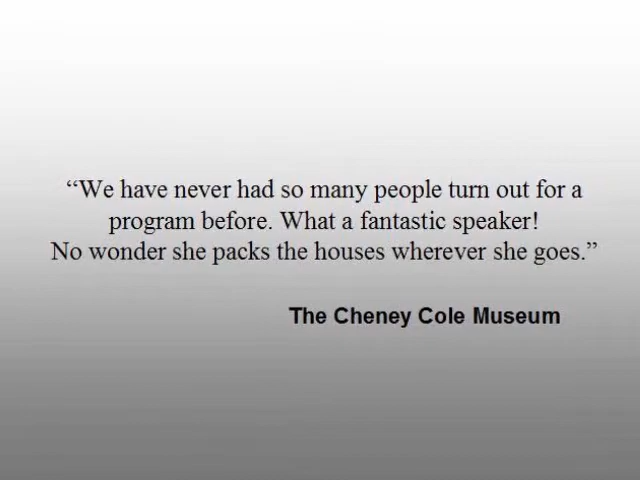 “We have never had so many people turn out for a
program before. What a fantastic speaker!
No wonder she packs the houses wherever she goes.”
The Cheney Cole Museum